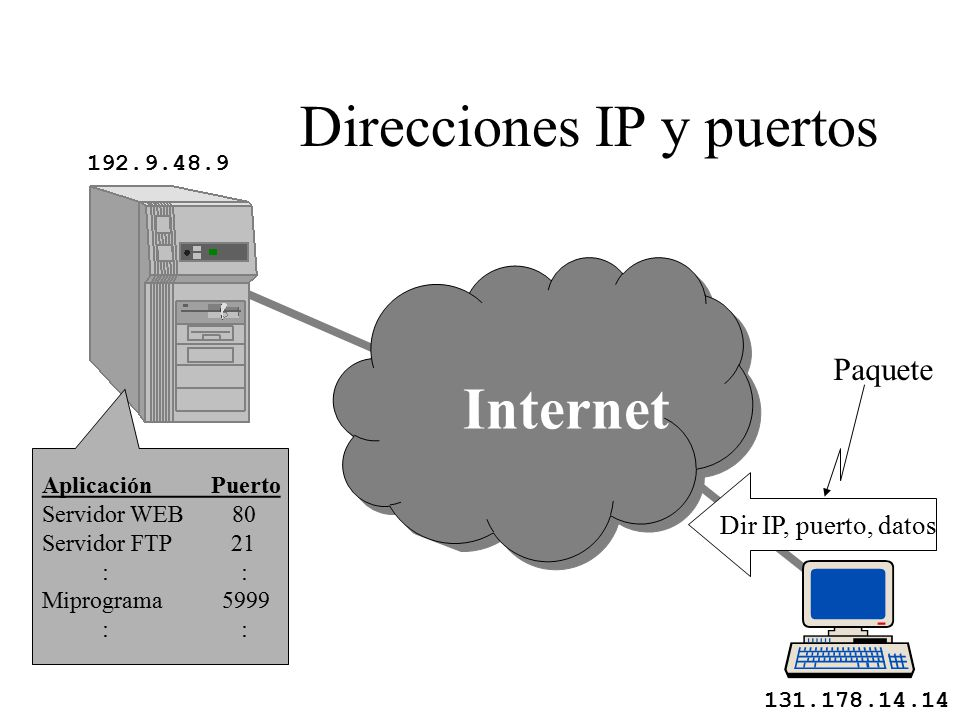 Direcciones IP y puertos
192.9.48.9
Internet
Paquete
Dir IP, puerto, datos
Aplicación Puerto
Servidor WEB 80
Servidor FTP 21
: :
Miprograma 5999
: :
131.178.14.14